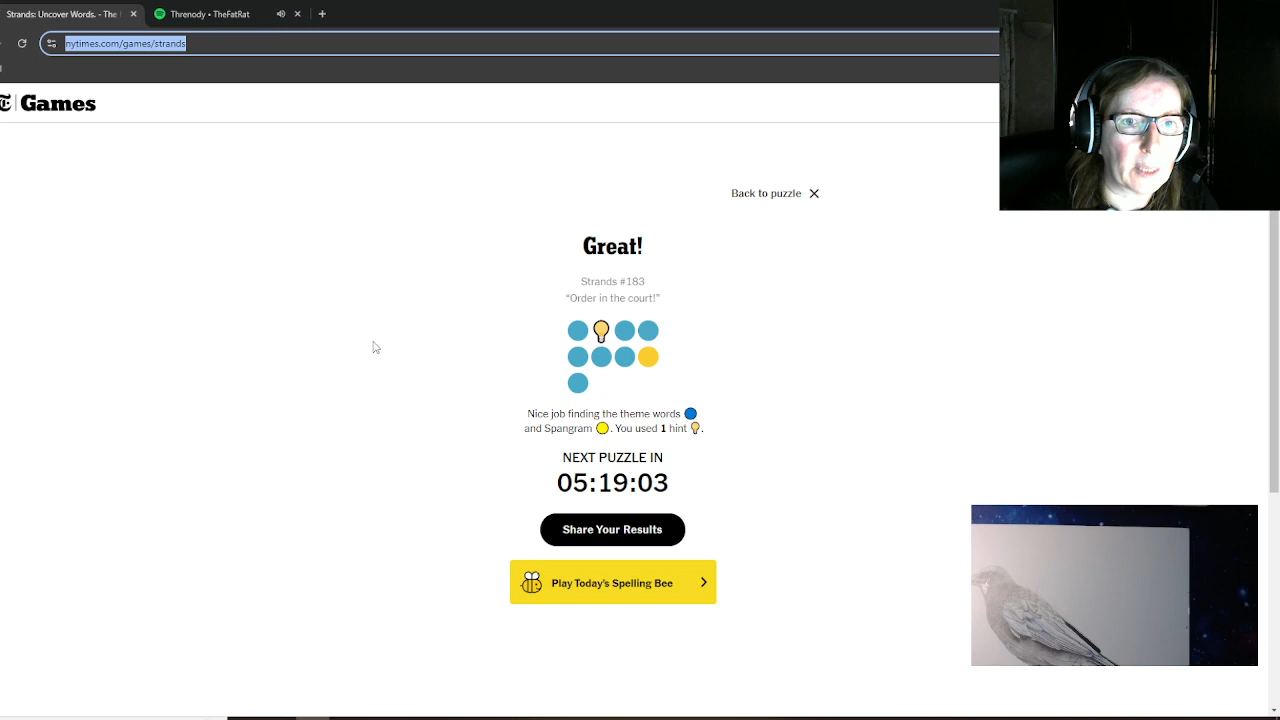 Strands: Uncover Words. - The
Threnody • TheFatRat
nytimes.com/games/strands
Games
Back to puzzle
Great!
Strands #183
“Order in the court!”
Nice job finding the theme words
and Spangram . You used 1 hint .
NEXT PUZZLE IN
05:19:03
Share Your Results
Play Today's Spelling Bee